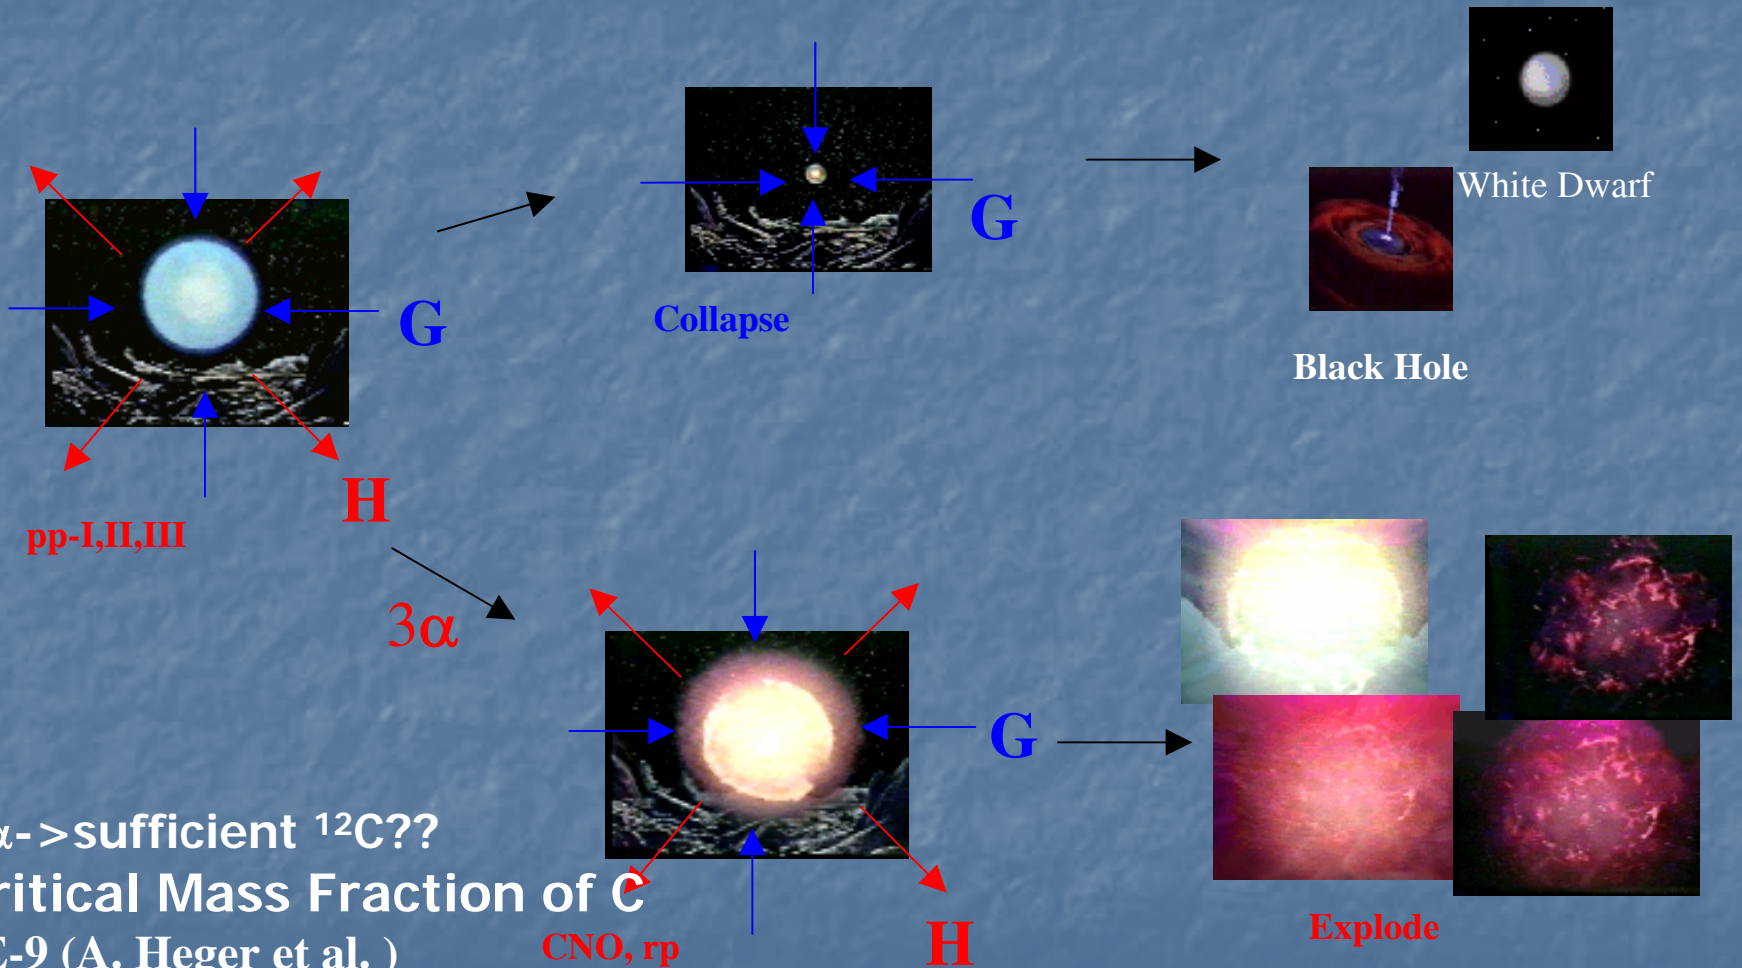 White Dwarf
G
G
Collapse
Black Hole
H
pp-I,II,III
3α
G
α->sufficient ¹²C??
ritical Mass Fraction of C
E-9 (A. Heger et al. )
CNO, rp
H
Explode